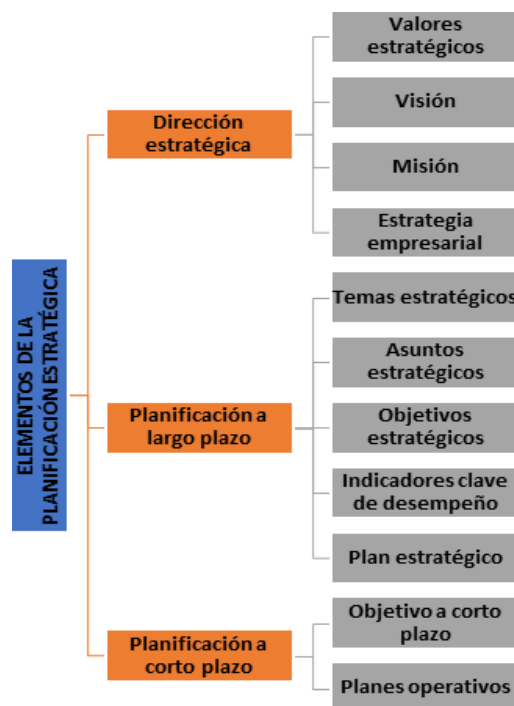 ELEMENTOS DE LA
PLANIFICACIÓN ESTRATÉGICA
Dirección
estratégica
Valores
estratégicos
Visión
Misión
Estrategia
empresarial
Planificación a
largo plazo
Temas estratégicos
Asuntos
estratégicos
Objetivos
estratégicos
Indicadores clave
de desempeño
Plan estratégico
Planificación a
corto plazo
Objetivo a corto
plazo
Planes operativos